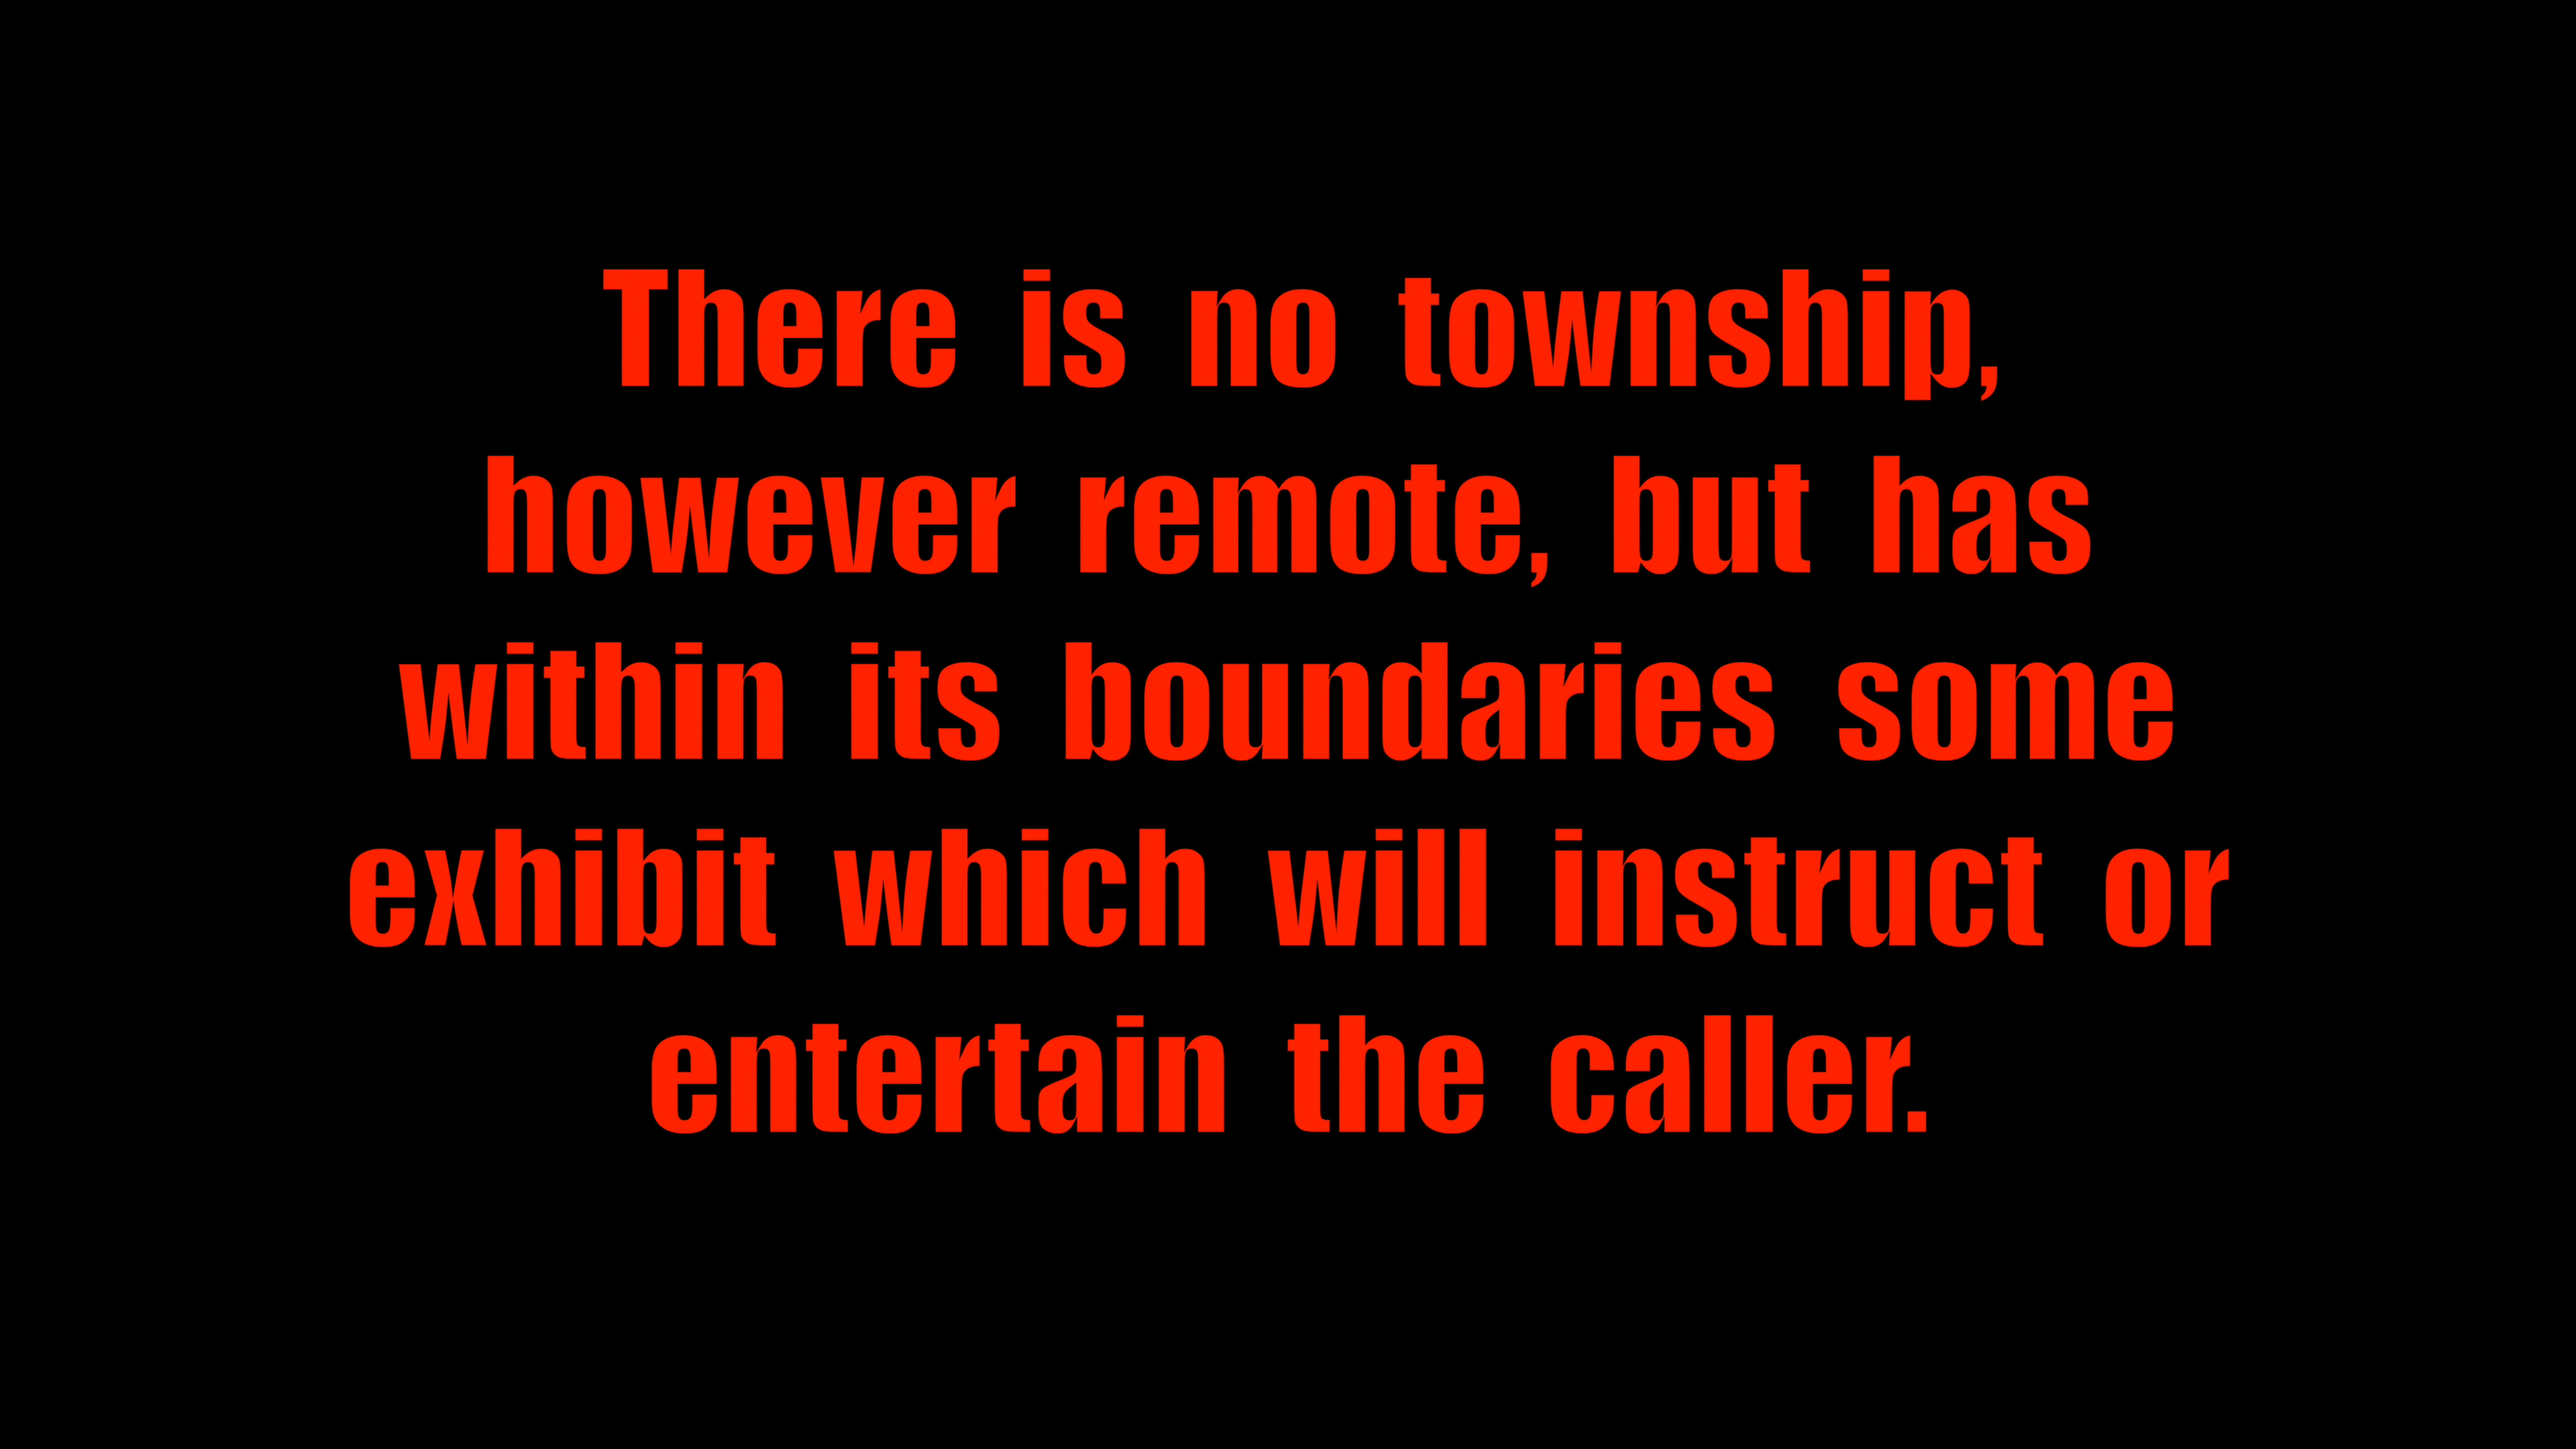 There is no township,
however remote, but has
within its boundaries some
exhibit which will instruct or
entertain the caller.